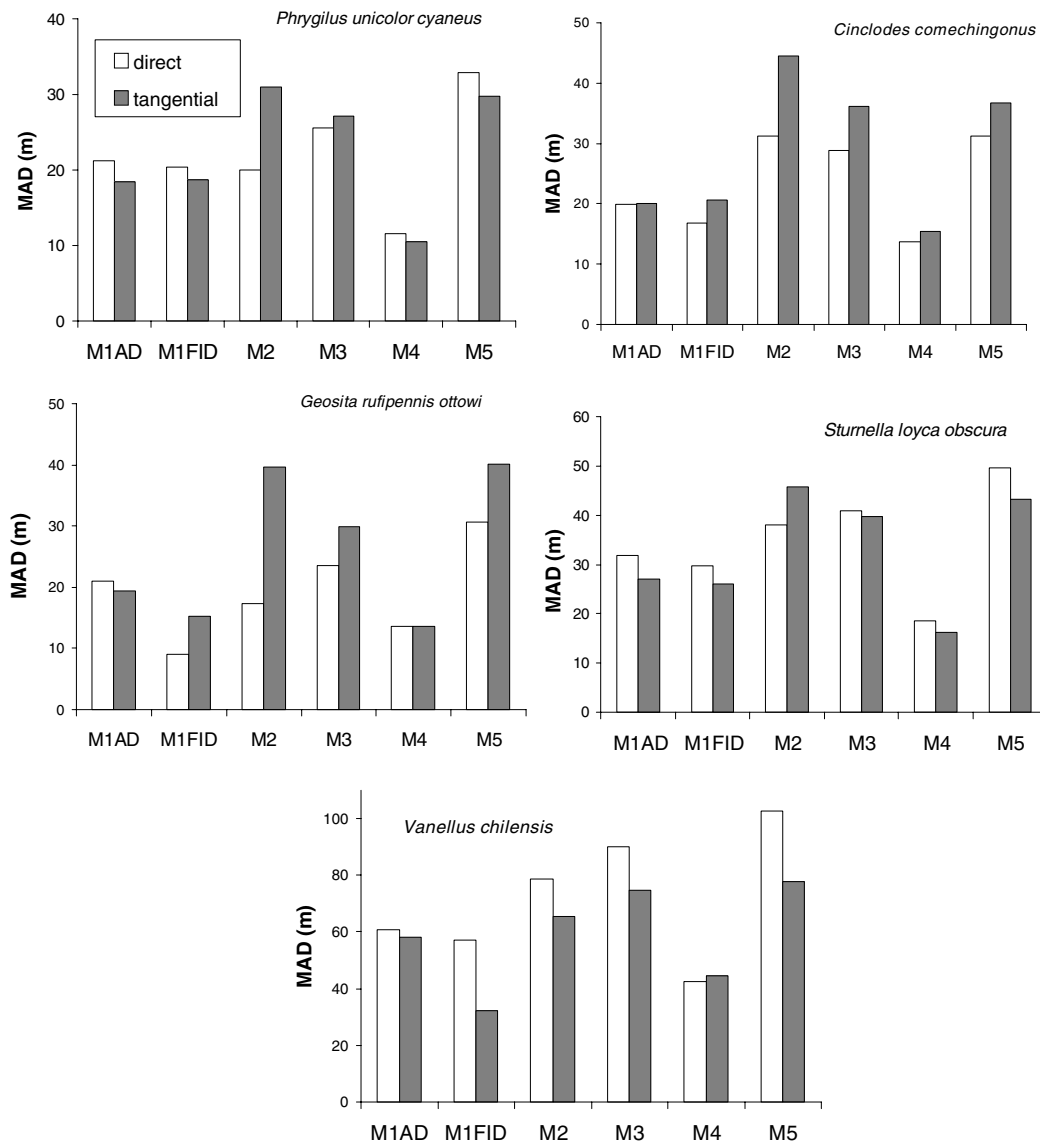 Phrygilus unicolor cyaneus
direct
tangential
MAD (m)
40
30
20
10
0
M1AD M1FID M2 M3 M4 M5
Cinclodes comechingonus
MAD (m)
50
40
30
20
10
0
M1AD M1FID M2 M3 M4 M5
Geosita rufipennis ottowi
MAD (m)
50
40
30
20
10
0
M1AD M1FID M2 M3 M4 M5
Sturnella loyca obscura
MAD (m)
60
50
40
30
20
10
0
M1AD M1FID M2 M3 M4 M5
Vanellus chilensis
MAD (m)
100
80
60
40
20
0
M1AD M1FID M2 M3 M4 M5